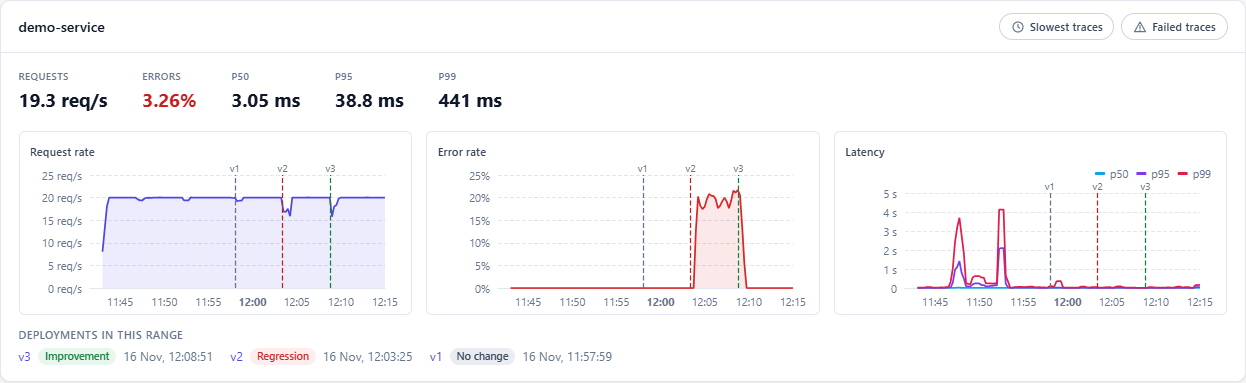 demo-service
Slowest traces
Failed traces
REQUESTS ERRORS P50 P95 P99
19.3 req/s 3.26% 3.05 ms 38.8 ms 441 ms
Request rate
v1 v2 v3
25 req/s
20 req/s
15 req/s
10 req/s
5 req/s
0 req/s
11:45 11:50 11:55 12:00 12:05 12:10 12:15
Error rate
v1 v2 v3
25%
20%
15%
10%
5%
0%
11:45 11:50 11:55 12:00 12:05 12:10 12:15
Latency
p50 p95 p99
v1 v2 v3
5 s
4 s
3 s
2 s
1 s
0
11:45 11:50 11:55 12:00 12:05 12:10 12:15
DEPLOYMENTS IN THIS RANGE
v3 Improvement 16 Nov, 12:08:51 v2 Regression 16 Nov, 12:03:25 v1 No change 16 Nov, 11:57:59